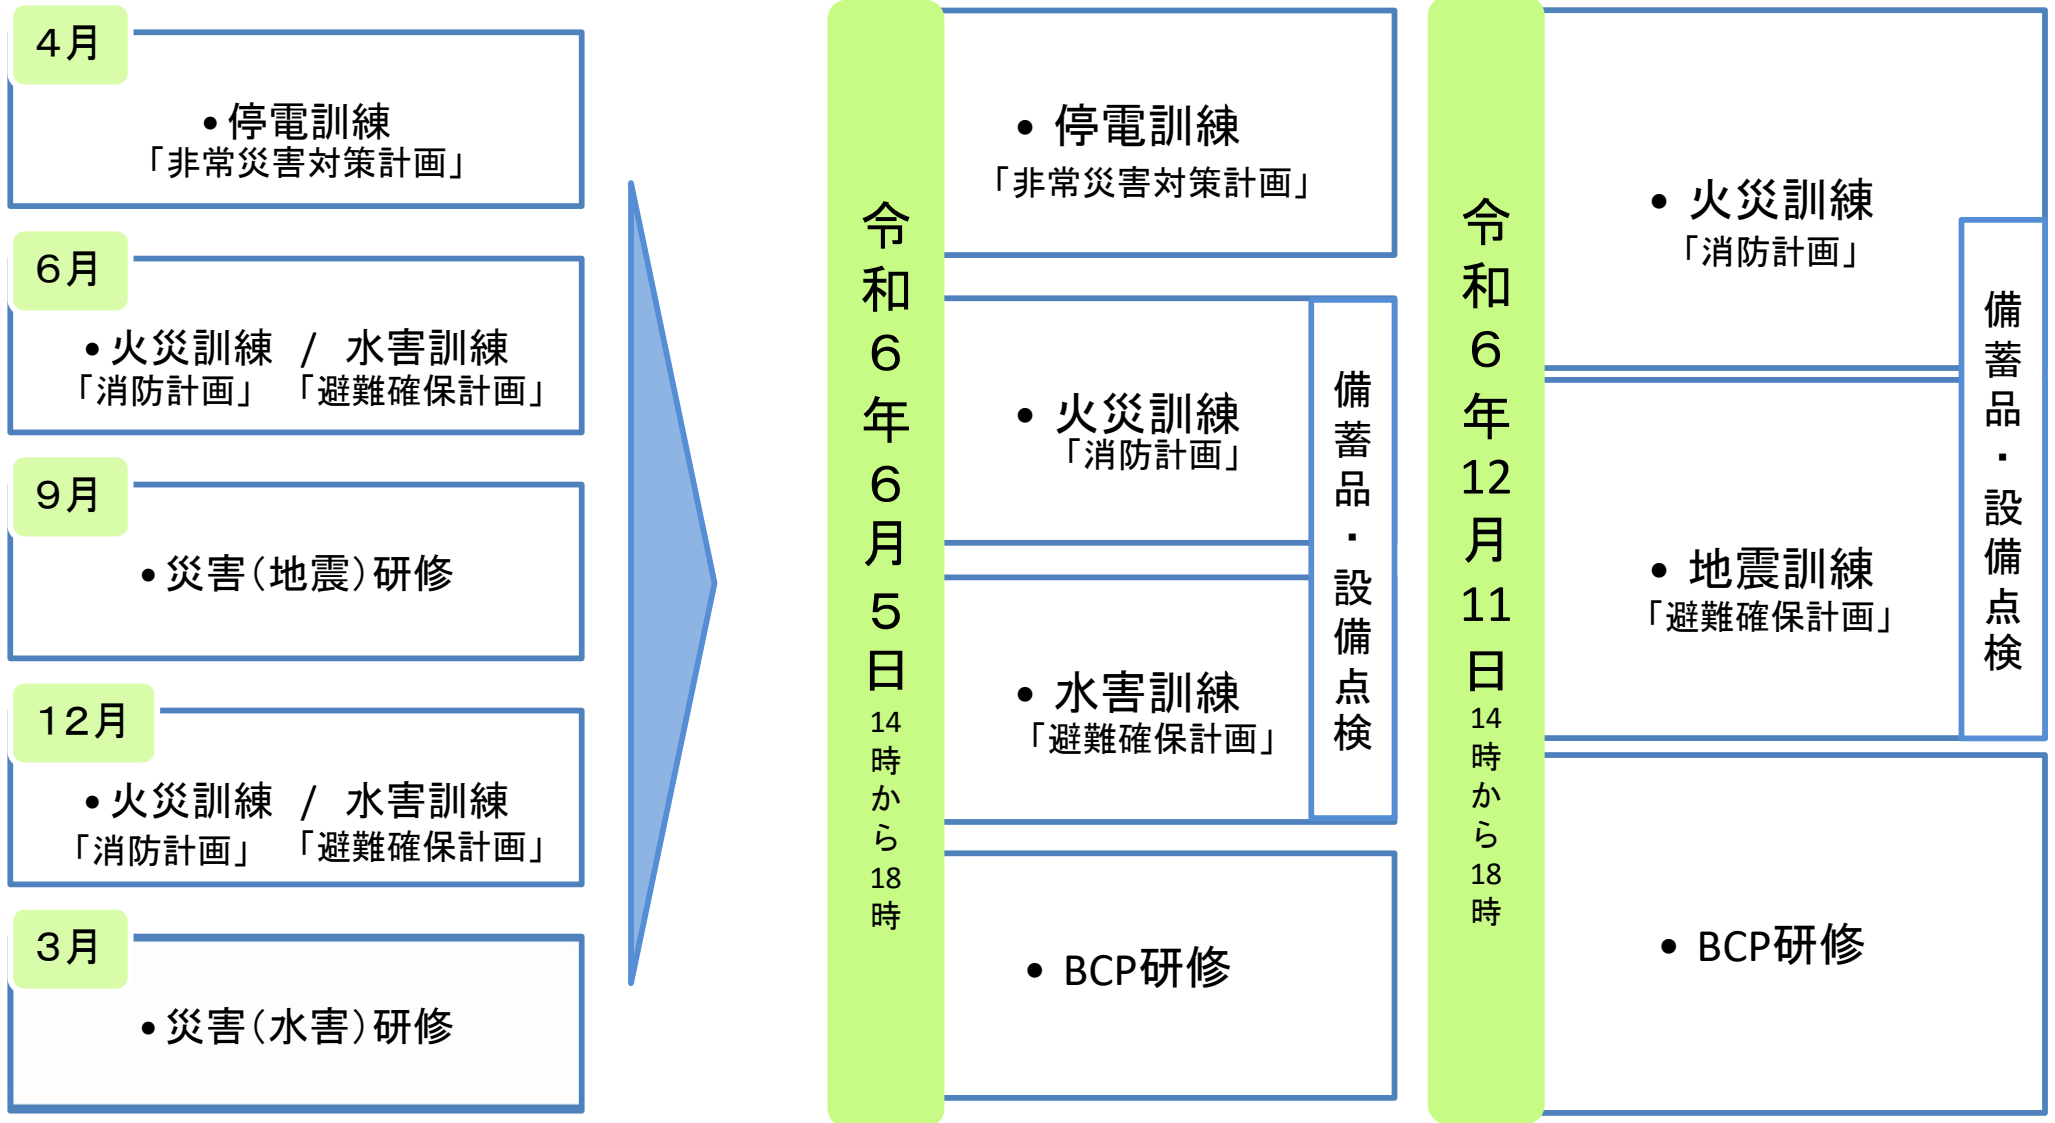 ４月
•停電訓練
「非常災害対策計画」
６月
•火災訓練 / 水害訓練
「消防計画」 「避難確保計画」
９月
•災害（地震）研修
１２月
•火災訓練 / 水害訓練
「消防計画」 「避難確保計画」
３月
•災害（水害）研修
令和６年６月５日14時から18時
• 停電訓練
「非常災害対策計画」
• 火災訓練
「消防計画」
• 水害訓練
「避難確保計画」
備蓄品・設備点検
• BCP研修
令和６年12月11日14時から18時
• 火災訓練
「消防計画」
• 地震訓練
「避難確保計画」
備蓄品・設備点検
• BCP研修